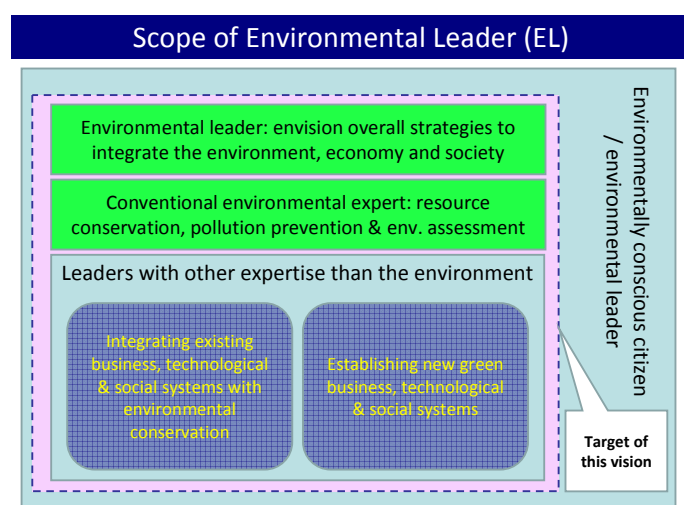 Scope of Environmental Leader (EL)
Environmental leader: envision overall strategies to
integrate the environment, economy and society
Conventional environmental expert: resource
conservation, pollution prevention & env. assessment
Leaders with other expertise than the environment
Integrating existing
business, technological
& social systems with
environmental
conservation
Establishing new green
business, technological
& social systems
Environmentally conscious citizen
/ environmental leader
Target of
this vision